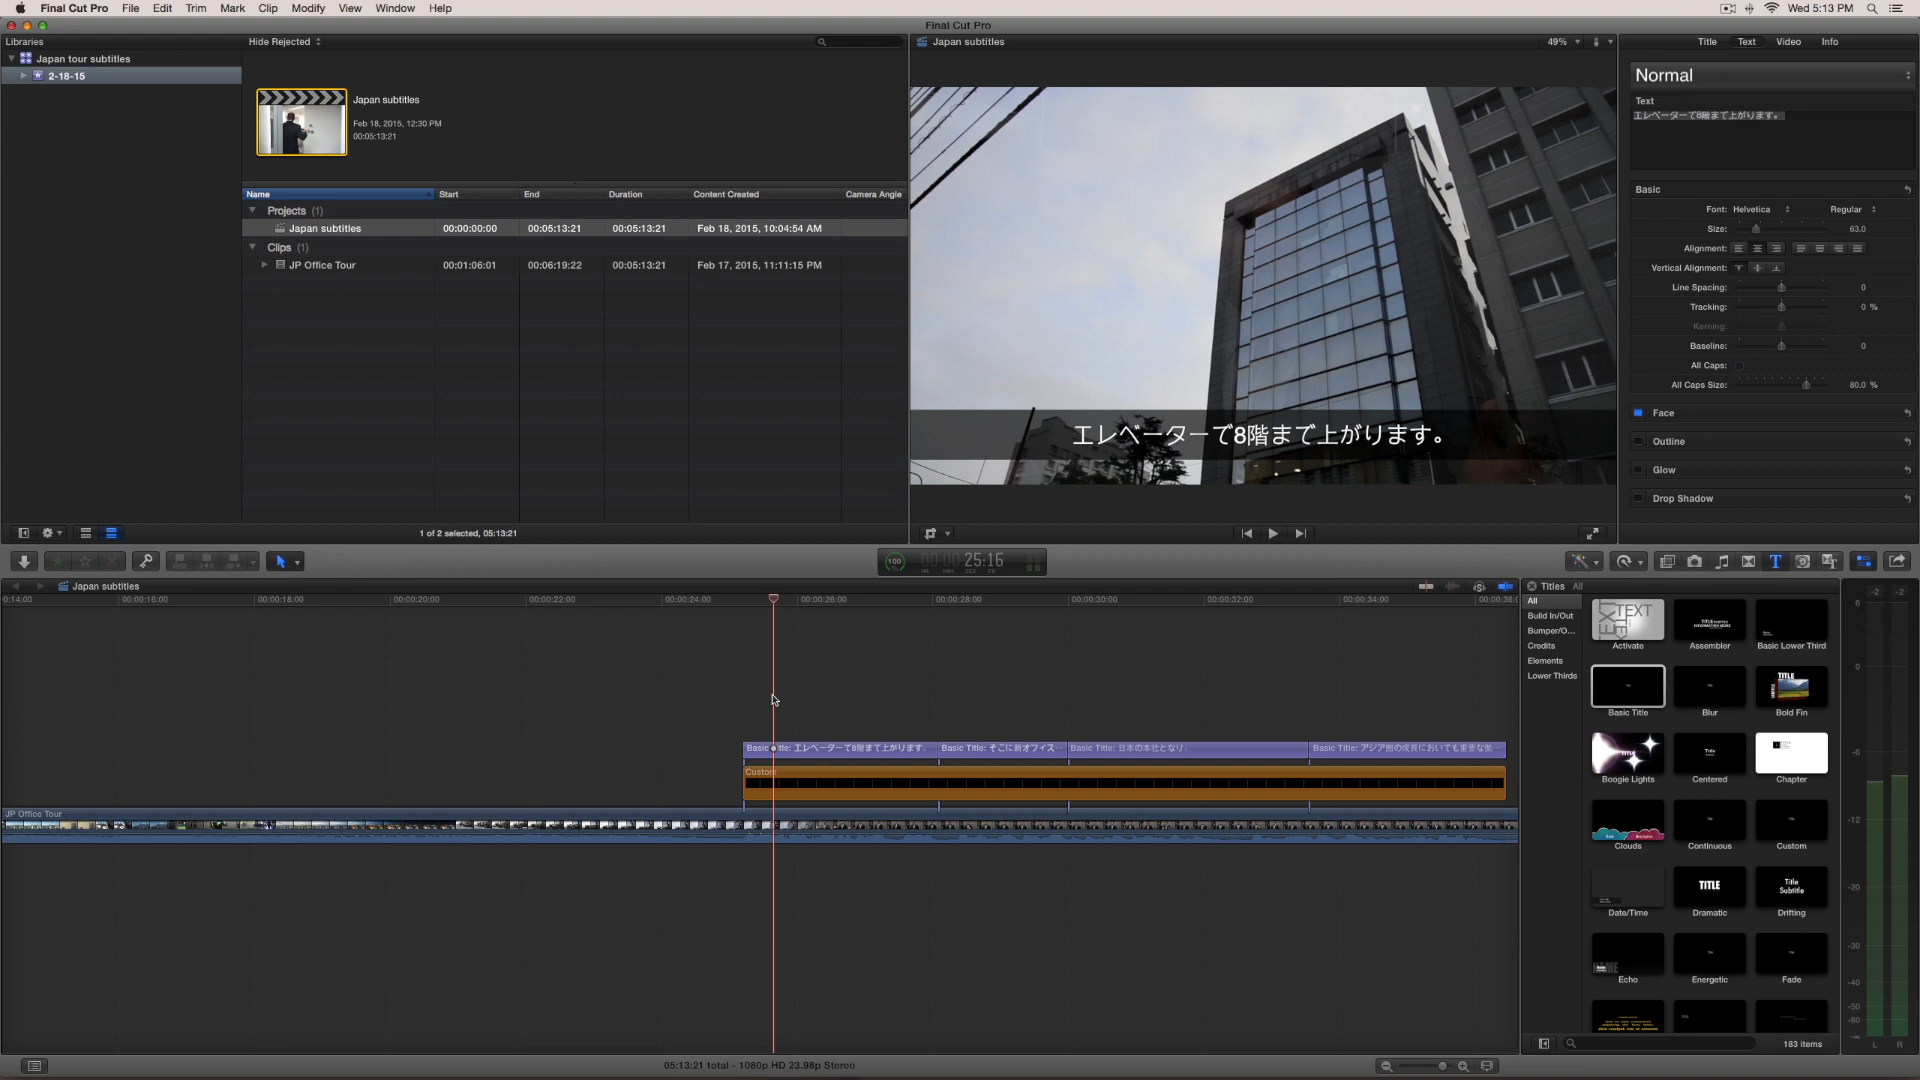 Final Cut Pro File Edit Trim Mark Clip Modify View Window Help Wed 5:13 PM
Final Cut Pro
Libraries
Japan tour subtitles
2-18-15
Hide Rejected
Japan subtitles
Feb 18, 2015, 12:30 PM
00:05:13:21
Name Start End Duration Content Created Camera Angle
Projects (1)
Japan subtitles 00:00:00:00 00:05:13:21 00:05:13:21 Feb 18, 2015, 10:04:54 AM
Clips (1)
JP Office Tour 00:01:06:01 00:06:19:22 00:05:13:21 Feb 17, 2015, 11:11:15 PM
1 of 2 selected, 05:13:21
Japan subtitles 49%
エレベーターで8階まで上がります。
Title Text Video Info
Normal
Text
エレベーターで8階まで上がります。
Basic
Font: Helvetica Regular
Size: 63.0
Alignment:
Vertical Alignment:
Line Spacing: 0
Tracking: 0 %
Kerning:
Baseline: 0
All Caps:
All Caps Size: 80.0 %
Face
Outline
Glow
Drop Shadow
100 00:00:25:16
HR MIN SEC FR
Japan subtitles
0:14:00 00:00:16:00 00:00:18:00 00:00:20:00 00:00:22:00 00:00:24:00 00:00:26:00 00:00:28:00 00:00:30:00 00:00:32:00 00:00:34:00 00:00:36:0
Basic Title: エレベーターで8階まで上がります。 Basic Title: そこに新オフィス… Basic Title: 日本の本社となり、 Basic Title: アジア圏の成長においても重要な拠…
Custom
JP Office Tour
05:13:21 total - 1080p HD 23.98p Stereo
Titles All
All
Build In/Out
Bumper/O...
Credits
Elements
Lower Thirds
Activate Assembler Basic Lower Third
Basic Title Blur Bold Fin
Boogie Lights Centered Chapter
Clouds Continuous Custom
Date/Time Dramatic Drifting
Echo Energetic Fade
183 items
-2 -2
6
0
-6
-12
-20
-30
-40
-50
-60
-∞
L R